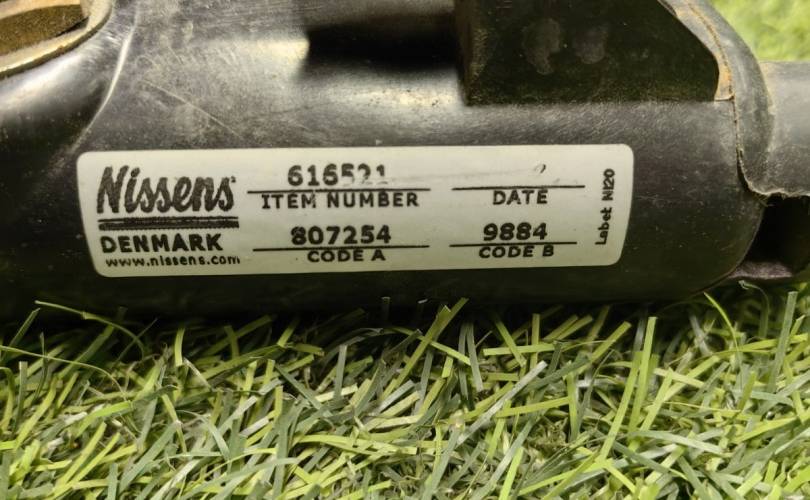 Nissens
DENMARK
www.nissens.com
616521
ITEM NUMBER
DATE
807254
CODE A
9884
CODE B
Label NI20